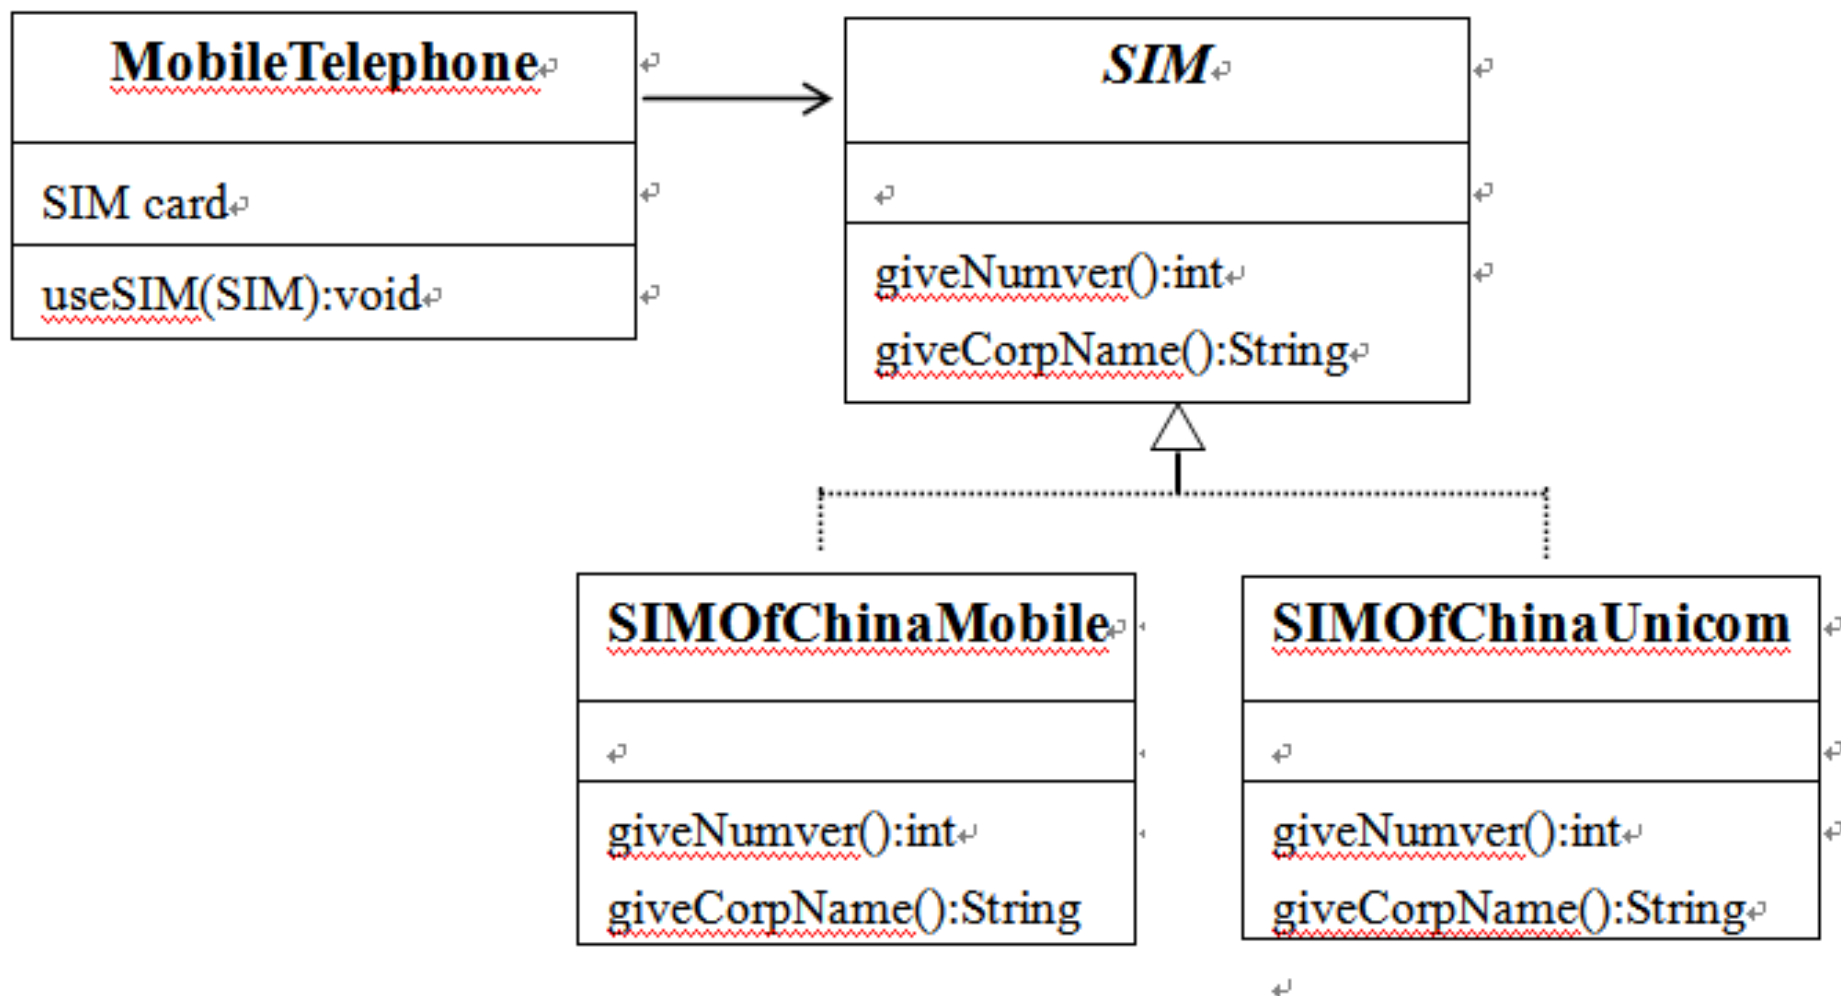 MobileTelephone
SIM card
useSIM(SIM):void
SIM
giveNumver():int
giveCorpName():String
SIMOfChinaMobile
giveNumver():int
giveCorpName():String
SIMOfChinaUnicom
giveNumver():int
giveCorpName():String